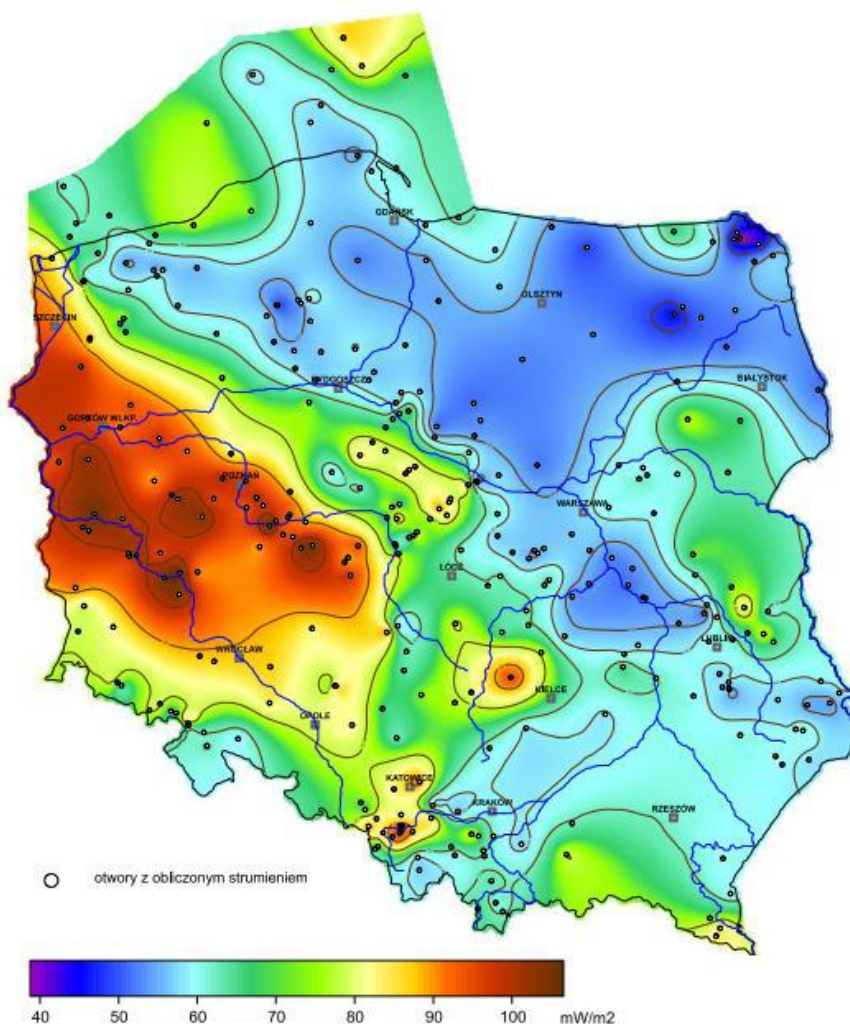 GDAŃSK
OLSZTYN
SZCZECIN
BYDGOSZCZ
BIAŁYSTOK
GORZÓW WLKP.
POZNAŃ
WARSZAWA
ŁÓDŹ
LUBLIN
WROCŁAW
KIELCE
OPOLE
KATOWICE
KRAKÓW
RZESZÓW
otwory z obliczonym strumieniem
40 50 60 70 80 90 100 mW/m2